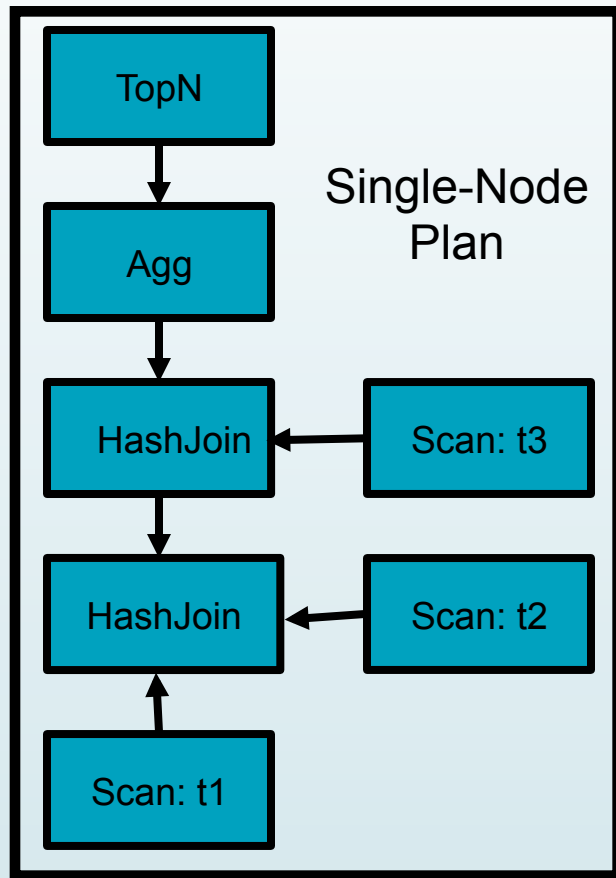 TopN
Single-Node
Plan
Agg
HashJoin
Scan: t3
HashJoin
Scan: t2
Scan: t1